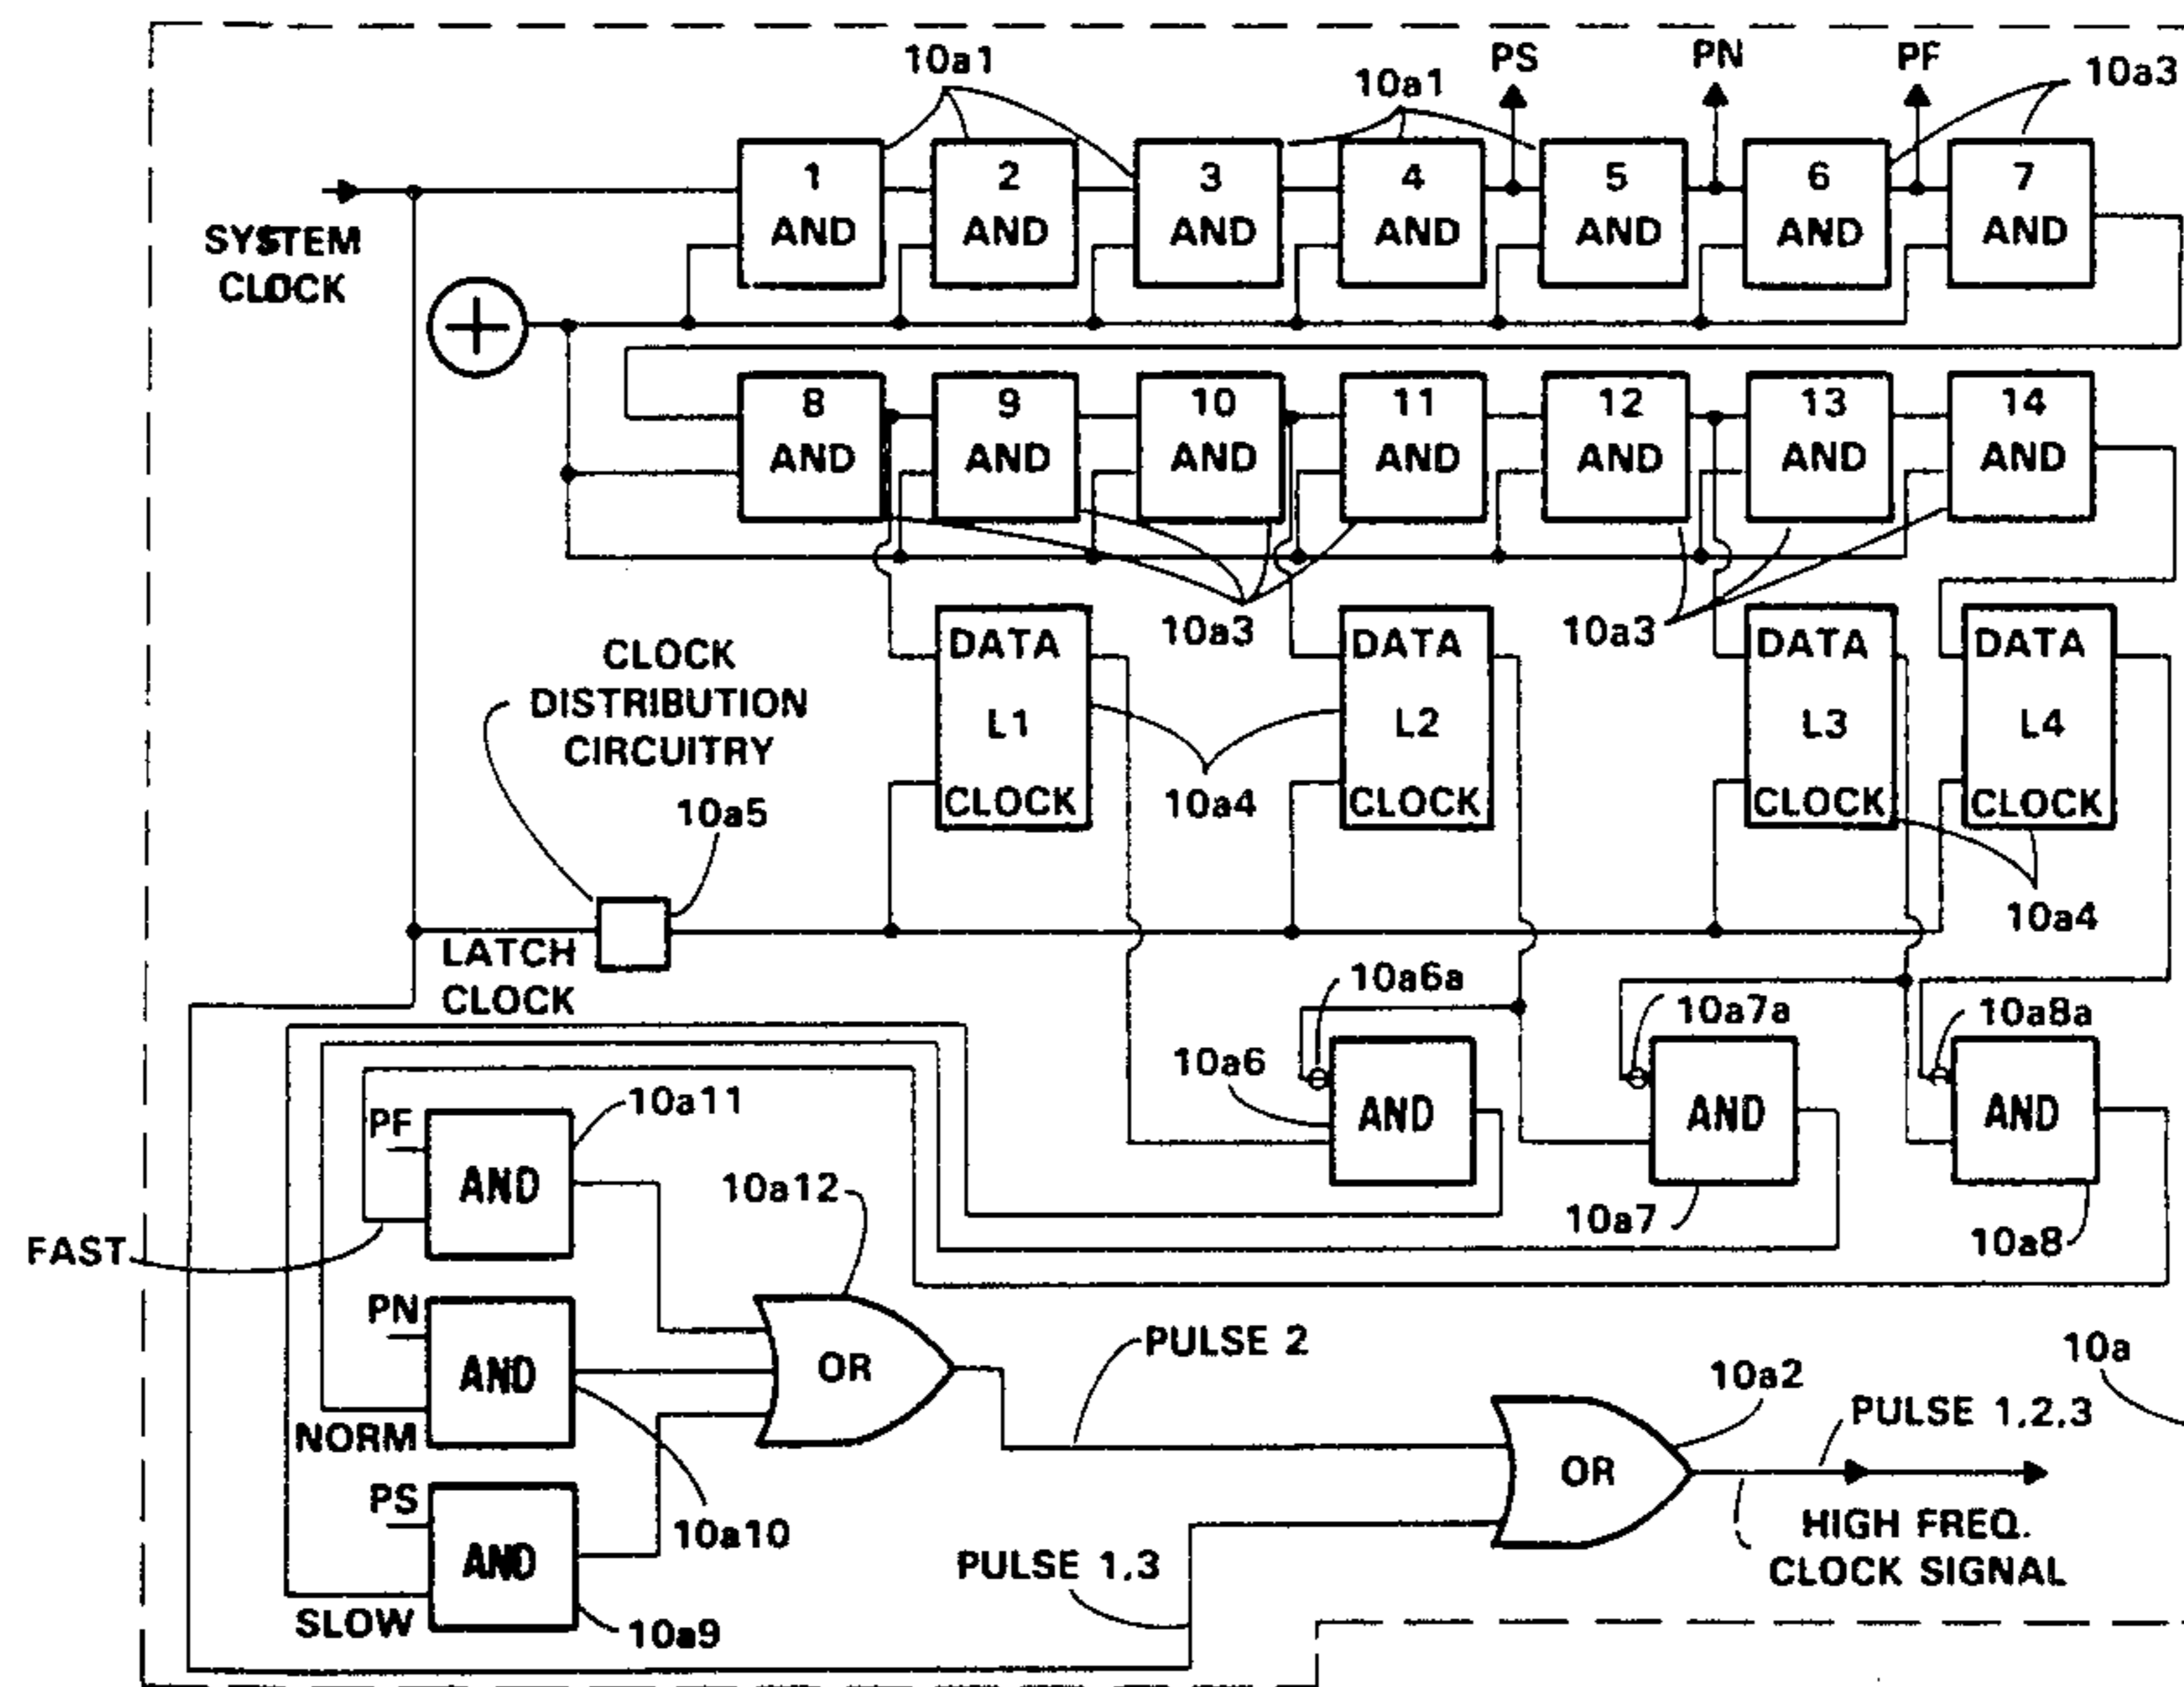 10a1
10a1
PS
PN
PF
10a3
1
AND
2
AND
3
AND
4
AND
5
AND
6
AND
7
AND
SYSTEM
CLOCK
+
8
AND
9
AND
10
AND
11
AND
12
AND
13
AND
14
AND
10a3
10a3
CLOCK
DISTRIBUTION
CIRCUITRY
10a5
DATA
L1
CLOCK
10a4
DATA
L2
CLOCK
DATA
L3
CLOCK
DATA
L4
CLOCK
10a4
LATCH
CLOCK
10a6a
10a7a
10a8a
10a6
AND
AND
AND
10a7
10a8
PF
AND
10a11
FAST
10a12
PN
AND
NORM
10a10
OR
PULSE 2
PS
AND
SLOW
10a9
PULSE 1,3
OR
10a2
PULSE 1,2,3
10a
HIGH FREQ.
CLOCK SIGNAL